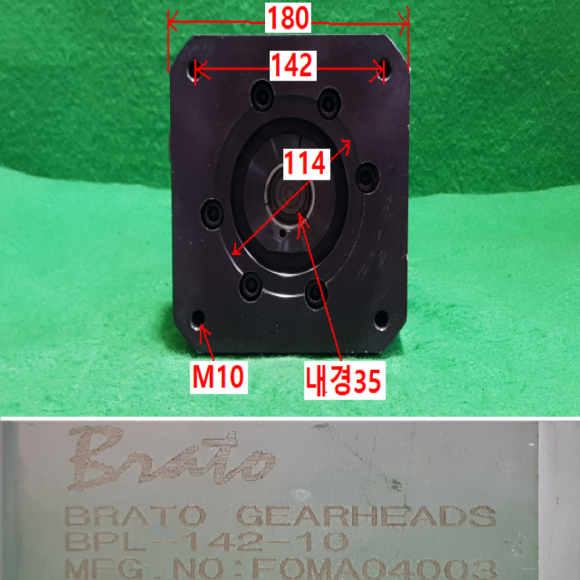 180
142
114
M10
내경35
Brato
BRATO GEARHEADS
BPL-142-10
MFG.NO:FOMA04003